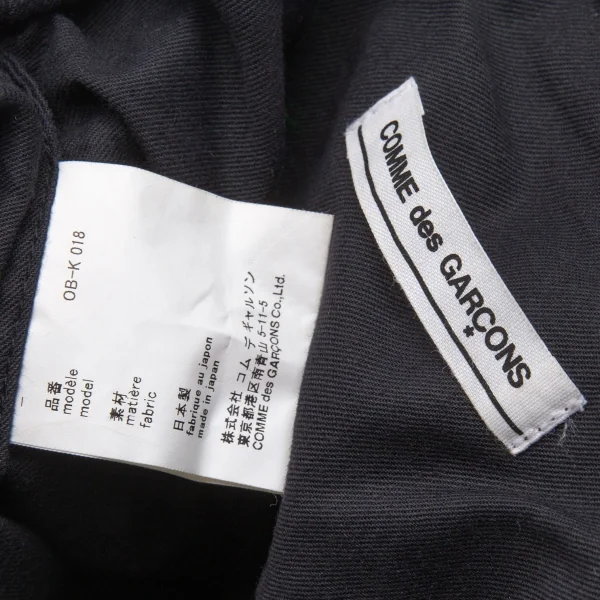 OB-K 018
品番
modèle
model
素材
matière
fabric
日本製
fabrique au japon
made in japan
株式会社 コム デ ギャルソン
東京都港区南青山 5-11-5
COMME des GARÇONS Co.,Ltd.
COMME des GARÇONS
*